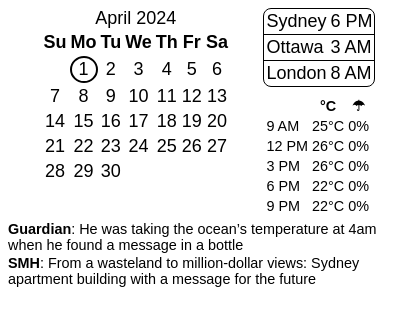 April 2024
Su Mo Tu We Th Fr Sa
1 2 3 4 5 6
7 8 9 10 11 12 13
14 15 16 17 18 19 20
21 22 23 24 25 26 27
28 29 30
Sydney 6 PM
Ottawa 3 AM
London 8 AM
°C ☂
9 AM 25°C 0%
12 PM 26°C 0%
3 PM 26°C 0%
6 PM 22°C 0%
9 PM 22°C 0%
Guardian: He was taking the ocean’s temperature at 4am
when he found a message in a bottle
SMH: From a wasteland to million-dollar views: Sydney
apartment building with a message for the future